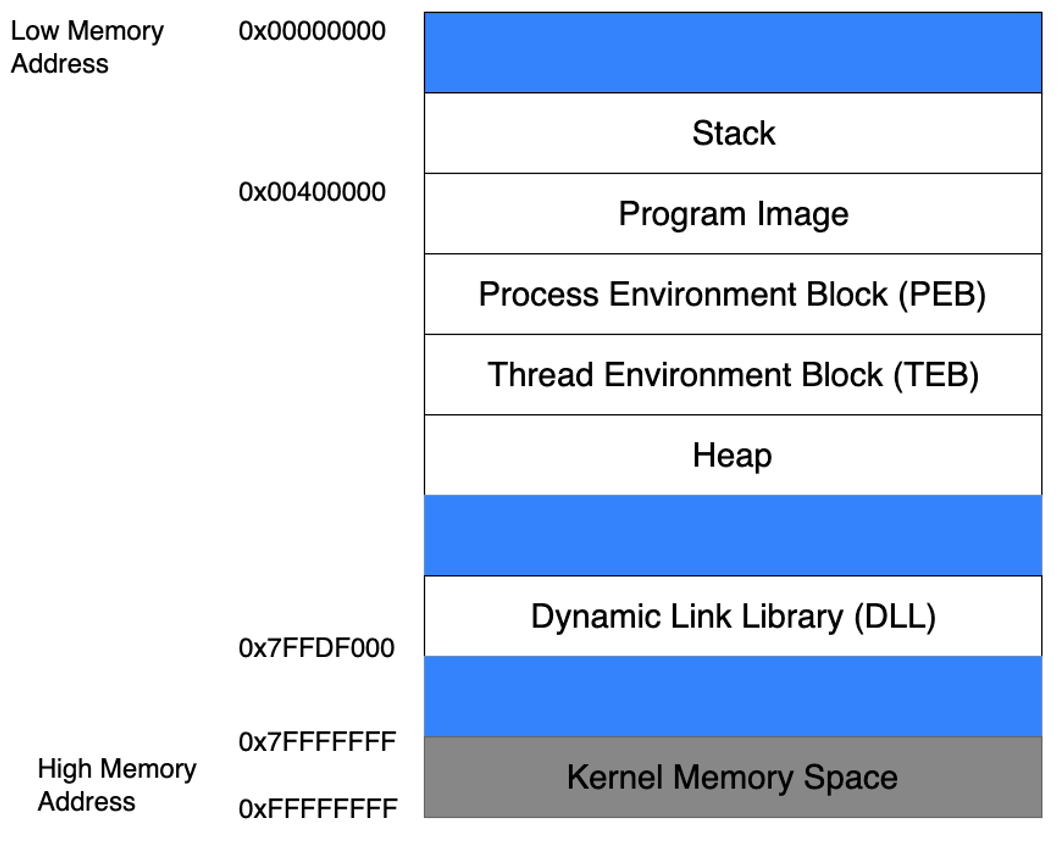 Low Memory
Address
0x00000000
Stack
0x00400000
Program Image
Process Environment Block (PEB)
Thread Environment Block (TEB)
Heap
Dynamic Link Library (DLL)
0x7FFDF000
0x7FFFFFFF
High Memory
Address
Kernel Memory Space
0xFFFFFFFF